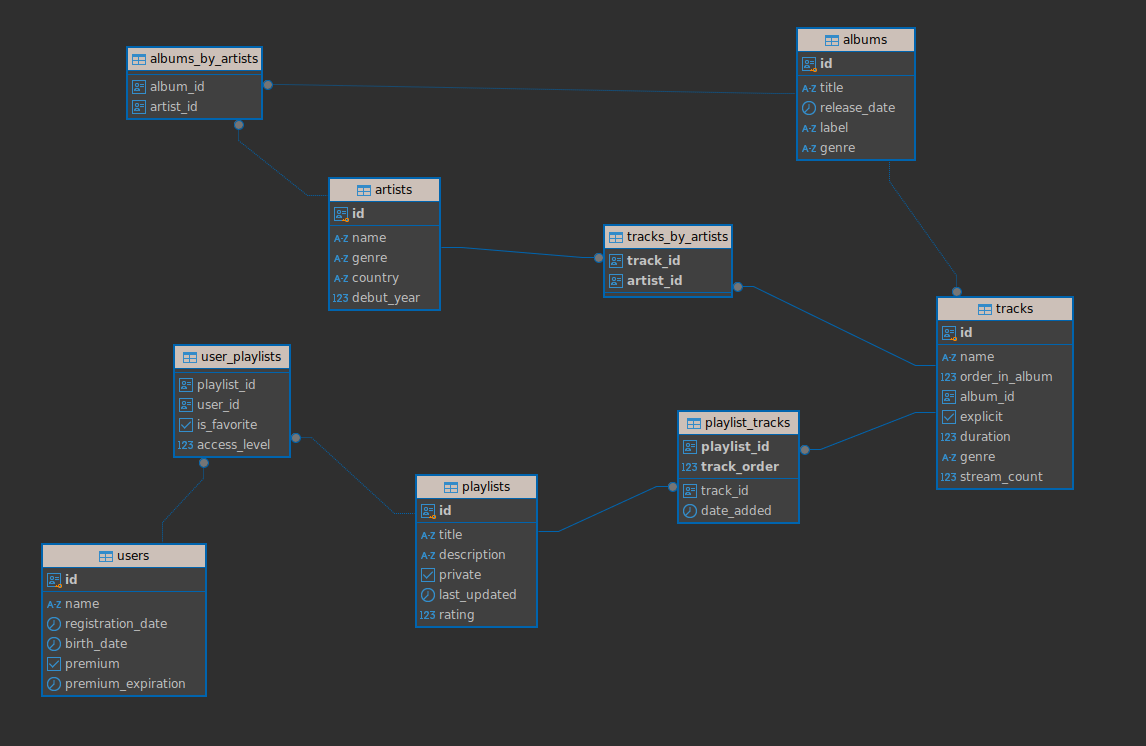 albums_by_artists
album_id
artist_id
albums
id
A-Z title
release_date
A-Z label
A-Z genre
artists
id
A-Z name
A-Z genre
A-Z country
123 debut_year
tracks_by_artists
track_id
artist_id
tracks
id
A-Z name
123 order_in_album
album_id
explicit
123 duration
A-Z genre
123 stream_count
user_playlists
playlist_id
user_id
is_favorite
123 access_level
playlist_tracks
playlist_id
123 track_order
track_id
date_added
playlists
id
A-Z title
A-Z description
private
last_updated
123 rating
users
id
A-Z name
registration_date
birth_date
premium
premium_expiration